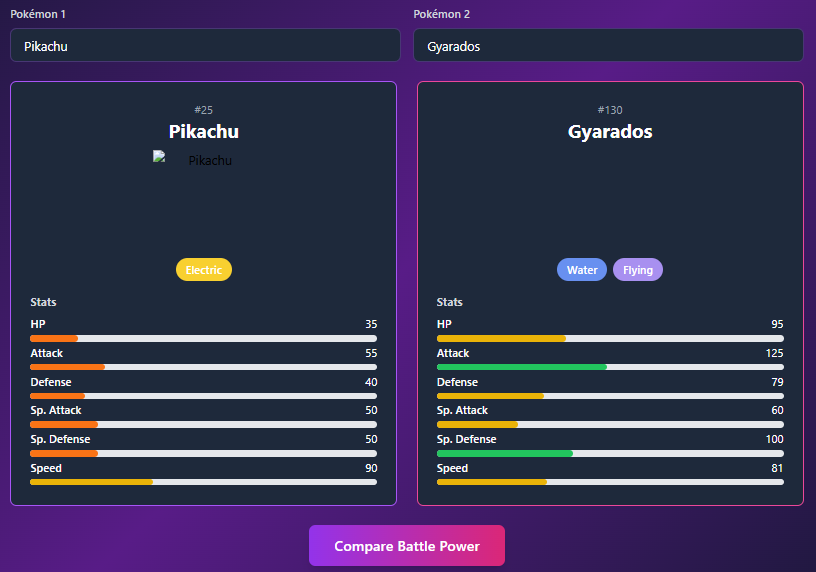 Pokémon 1
Pikachu
Pokémon 2
Gyarados
#25
Pikachu
Pikachu
Electric
Stats
HP 35
Attack 55
Defense 40
Sp. Attack 50
Sp. Defense 50
Speed 90
#130
Gyarados
Water Flying
Stats
HP 95
Attack 125
Defense 79
Sp. Attack 60
Sp. Defense 100
Speed 81
Compare Battle Power